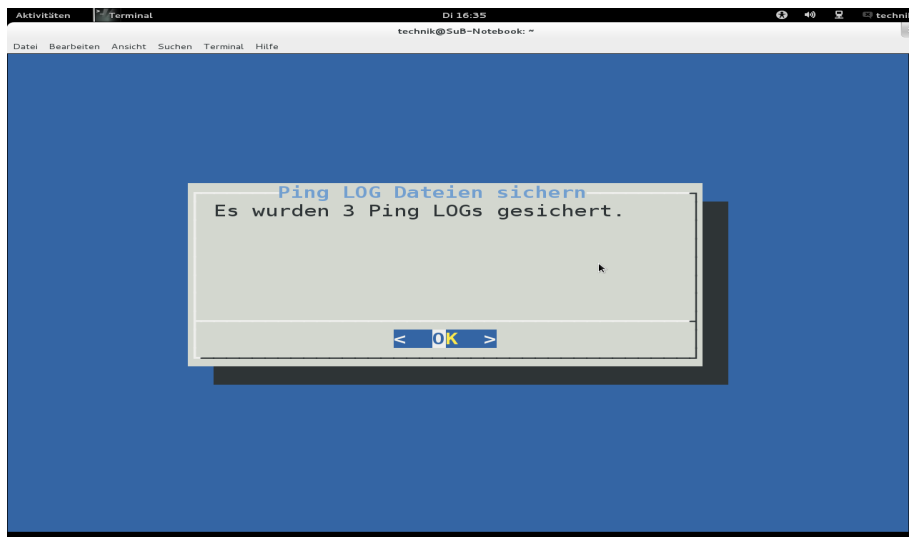 Aktivitäten Terminal Di 16:35 techni
technik@SuB-Notebook: ~
Datei Bearbeiten Ansicht Suchen Terminal Hilfe
Ping LOG Dateien sichern
Es wurden 3 Ping LOGs gesichert.
< OK >